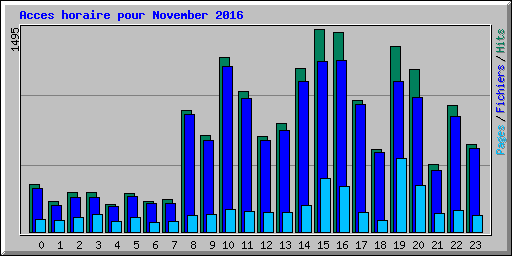 Acces horaire pour November 2016
1495
Pages / Fichiers / Hits
0 1 2 3 4 5 6 7 8 9 10 11 12 13 14 15 16 17 18 19 20 21 22 23